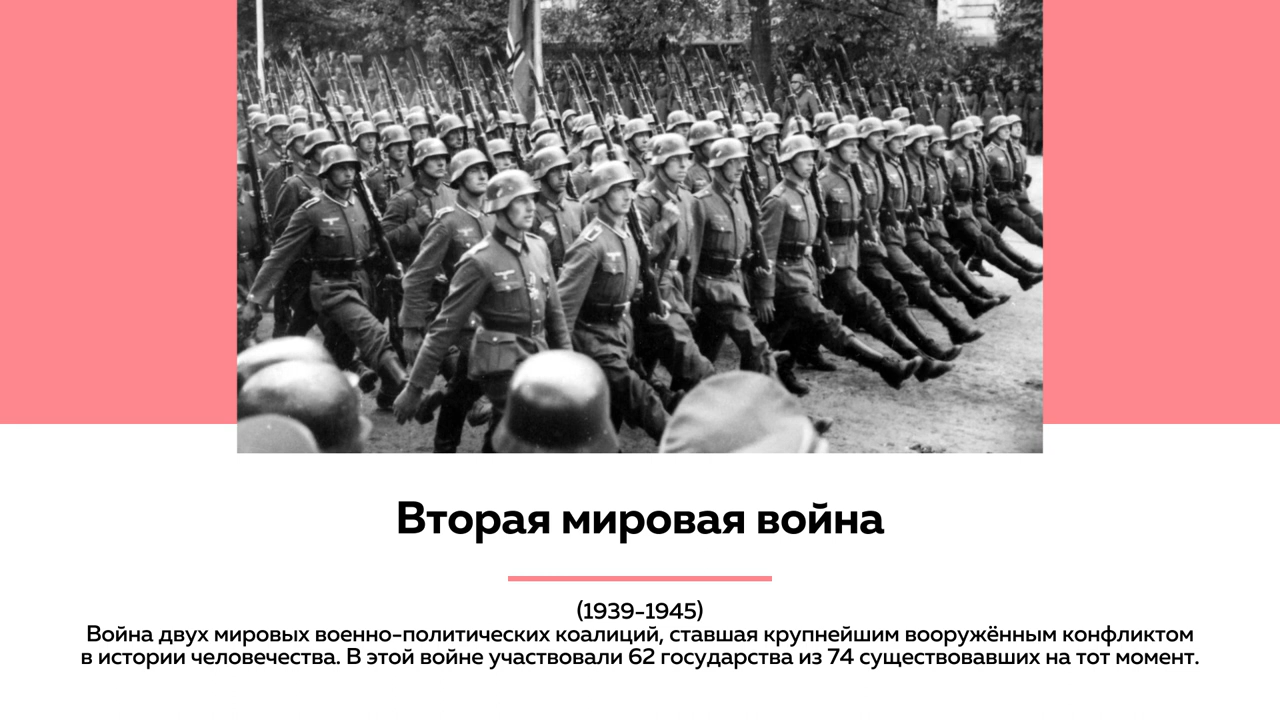 Вторая мировая война
(1939-1945)
Война двух мировых военно-политических коалиций, ставшая крупнейшим вооружённым конфликтом
в истории человечества. В этой войне участвовали 62 государства из 74 существовавших на тот момент.